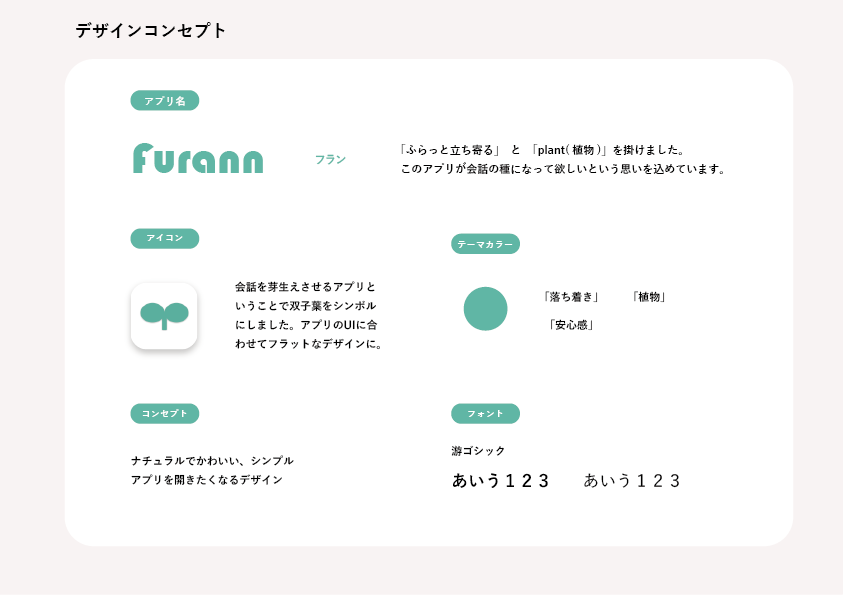 デザインコンセプト
アプリ名
Furann
フラン
「ふらっと立ち寄る」 と 「plant(植物)」を掛けました。
このアプリが会話の種になって欲しいという思いを込めています。
アイコン
会話を芽生えさせるアプリと
いうことで双子葉をシンボル
にしました。アプリのUIに合
わせてフラットなデザインに。
テーマカラー
「落ち着き」 「植物」
「安心感」
コンセプト
ナチュラルでかわいい、シンプル
アプリを開きたくなるデザイン
フォント
游ゴシック
あいう１２３ あいう１２３